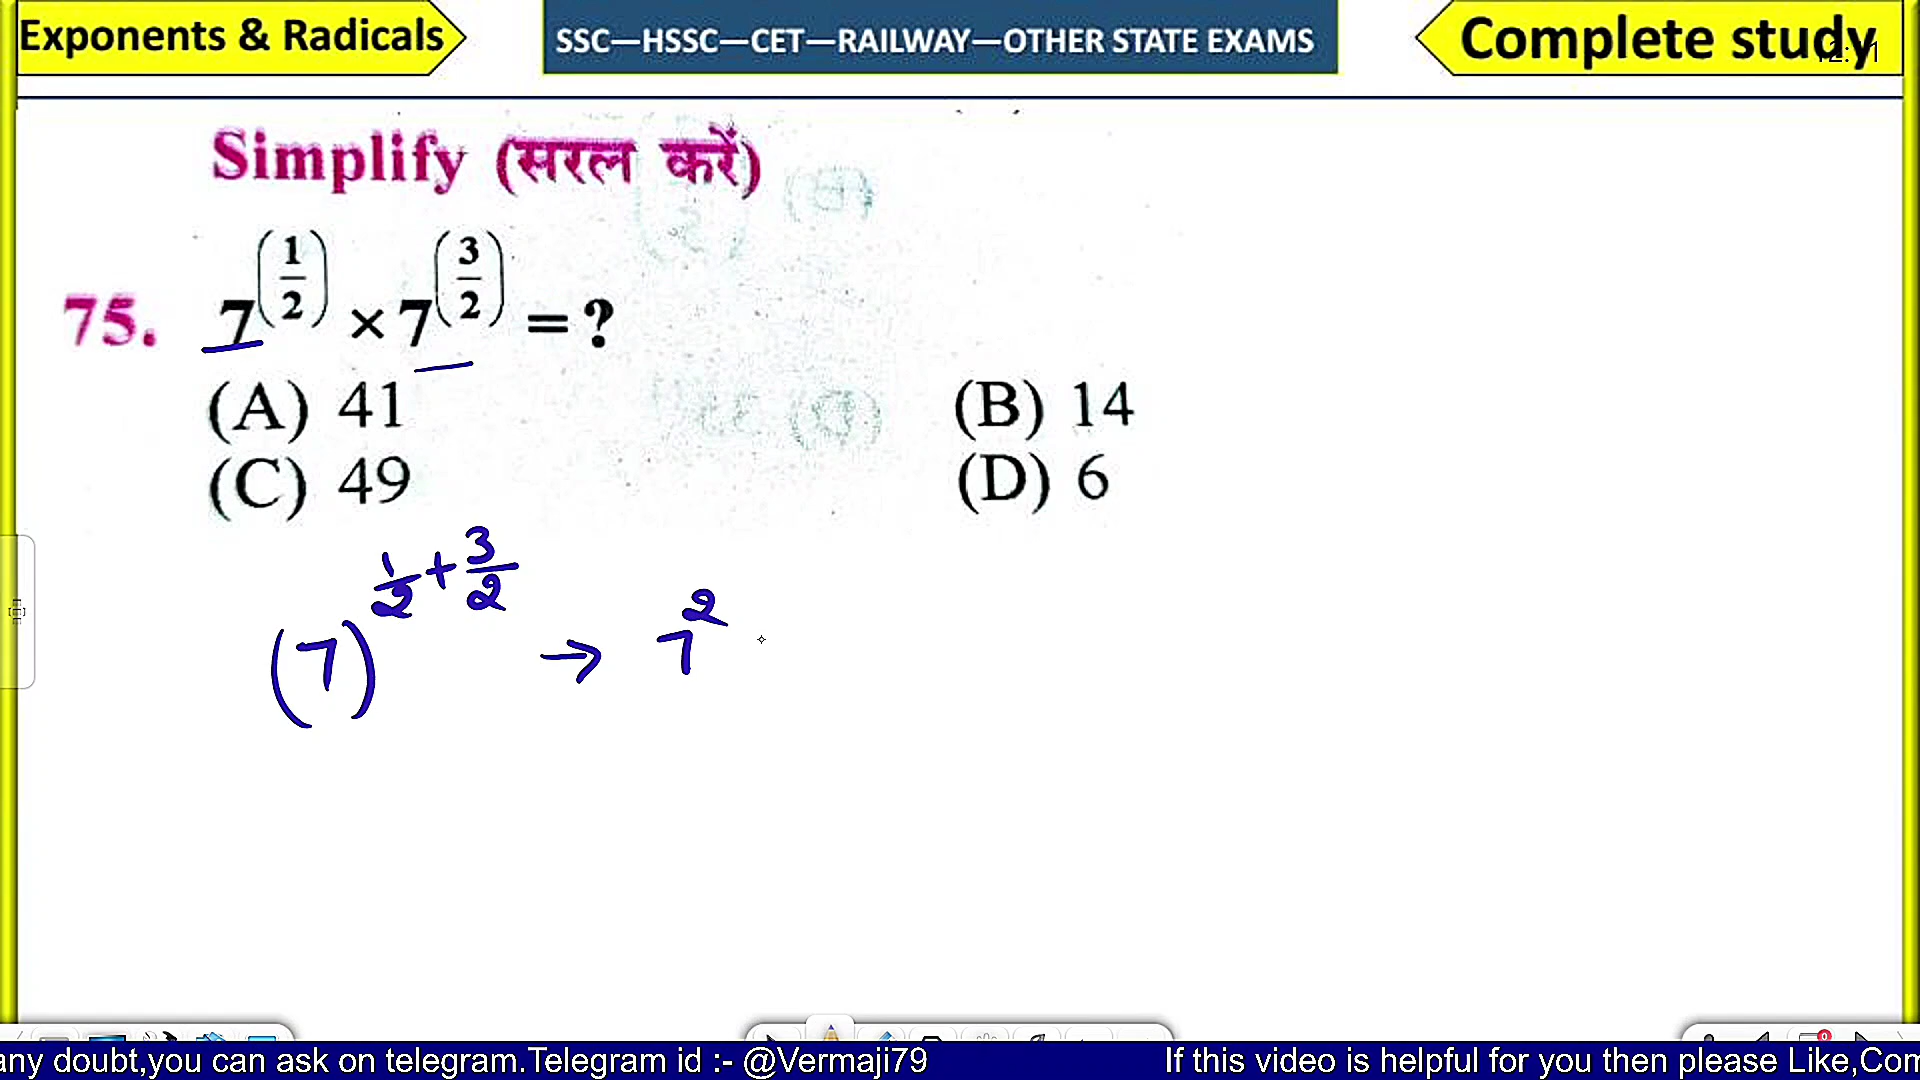 Exponents & Radicals
SSC—HSSC—CET—RAILWAY—OTHER STATE EXAMS
Complete study
Simplify (सरल करें)
75. 7^(1/2) × 7^(3/2) = ?
(A) 41 (B) 14
(C) 49 (D) 6
(7)^1/2+3/2 → 7^2
any doubt,you can ask on telegram.Telegram id :- @Vermaji79 If this video is helpful for you then please Like,Com